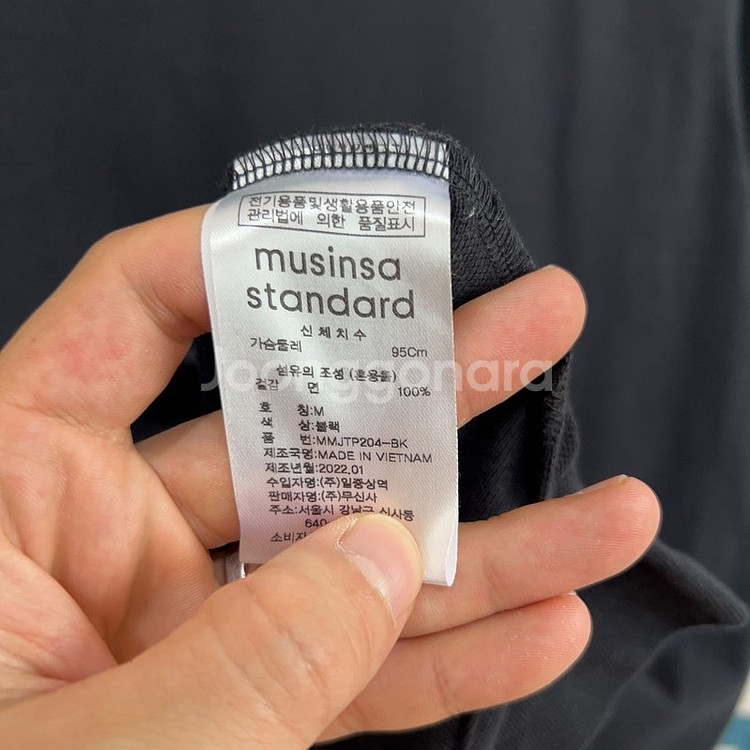 전기용품및생활용품안전
관리법에 의한 품질표시
musinsa
standard
신체치수
가슴둘레 95Cm
섬유의 조성 (혼용률)
겉감 면 100%
Joonggonara
호 칭:M
색 상:블랙
품 번:MMJTP204-BK
제조국명:MADE IN VIETNAM
제조년월:2022.01
수입자명:(주)일중상역
판매자명:(주)무신사
주소:서울시 강남구 신사동
640
소비자